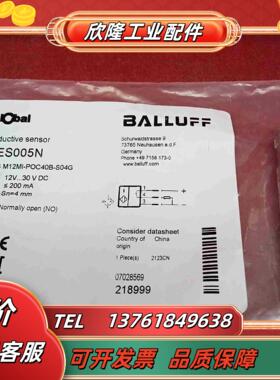 欣隆工业配件
BALLUFF
Schurwaldstrasse 9
73765 Neuhausen a.d.F.
Germany
Phone +49 7158 173-0
www.balluff.com
ductive sensor
ES005N
M12MI-POC40B-S04G
12V...30 V DC
≤ 200 mA
Sn=4 mm
Normally open (NO)
Consider datasheet
Country of China
origin
1 Piece(s) 2123CN
07028569
218999
价 TEL 13761849638
客服 可开票 品质保障